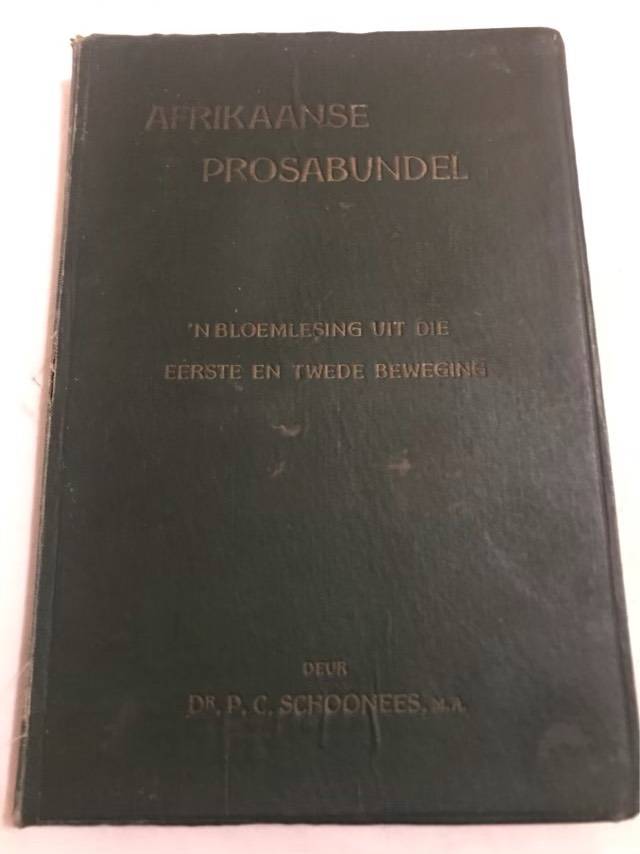 AFRIKAANSE
PROSABUNDEL
'N BLOEMLESING UIT DIE
EERSTE EN TWEDE BEWEGING
DEUR
DR. P. C. SCHOONEES, M.A.